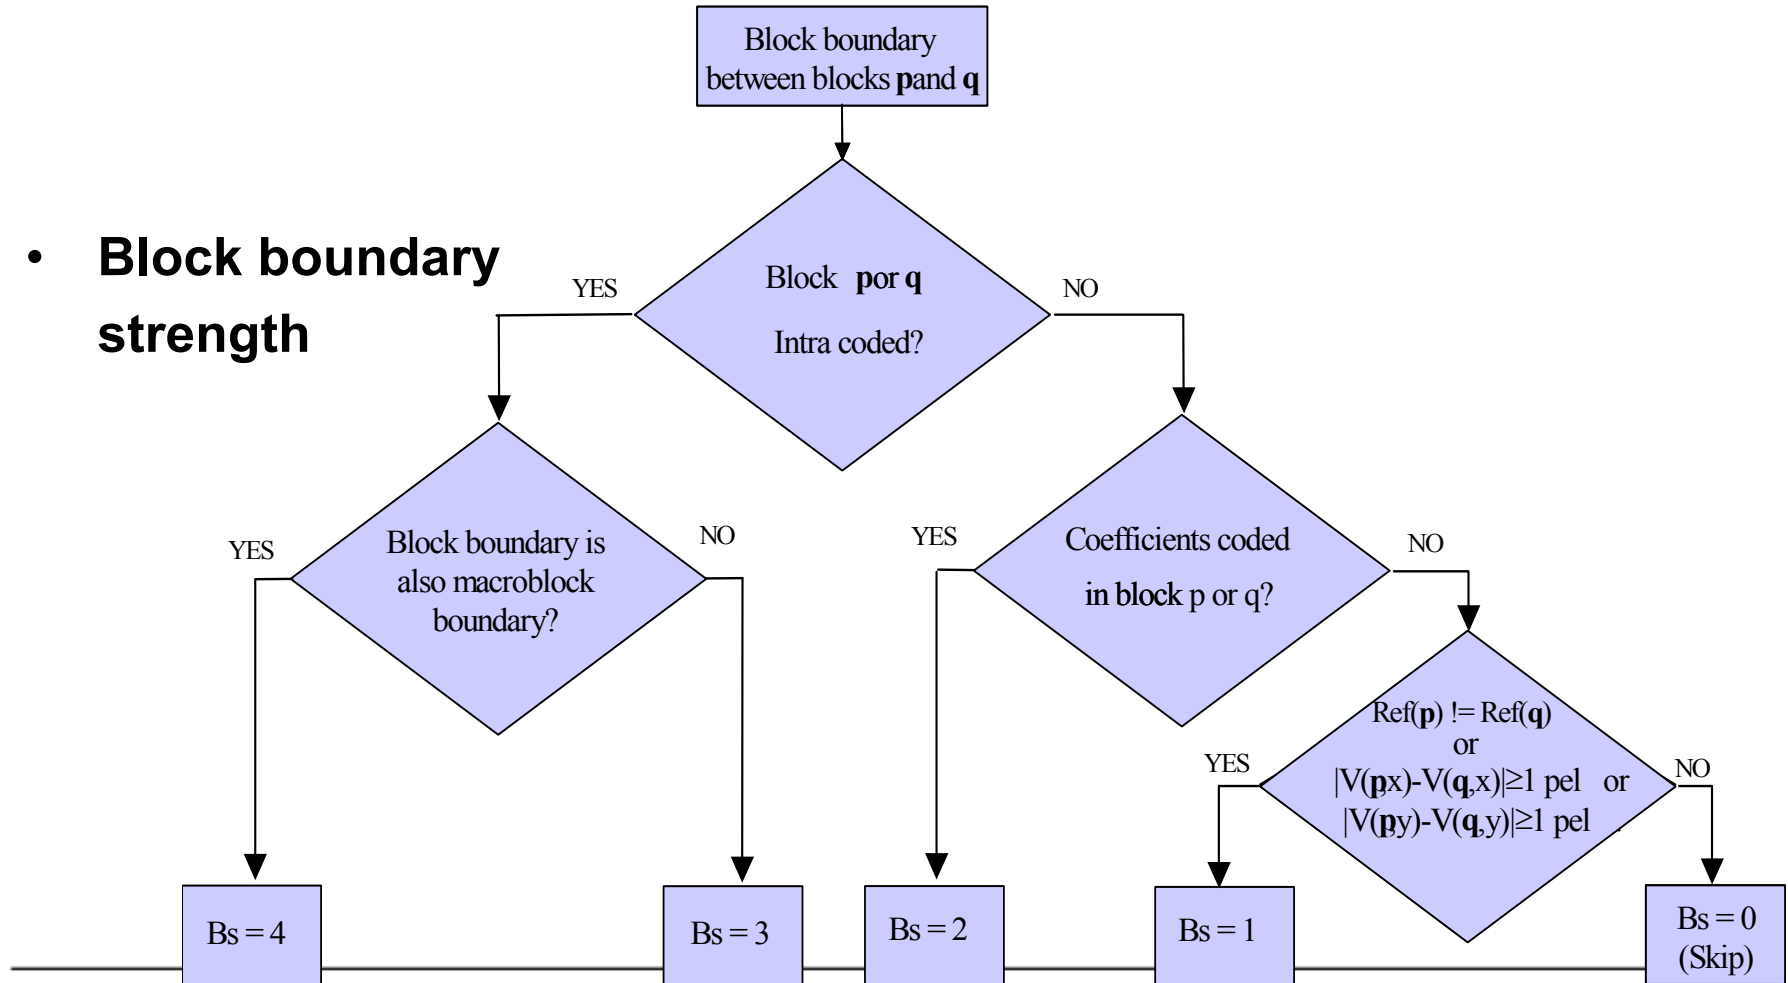 Block boundary
between blocks pand q
• Block boundary
strength
YES
Block por q
Intra coded?
NO
YES
Block boundary is
also macroblock
boundary?
NO
YES
Coefficients coded
in block p or q?
NO
YES
Ref(p) != Ref(q)
or
|V(p,x)-V(q,x)|≥1 pel or
|V(p,y)-V(q,y)|≥1 pel .
NO
Bs = 4
Bs = 3
Bs = 2
Bs = 1
Bs = 0
(Skip)